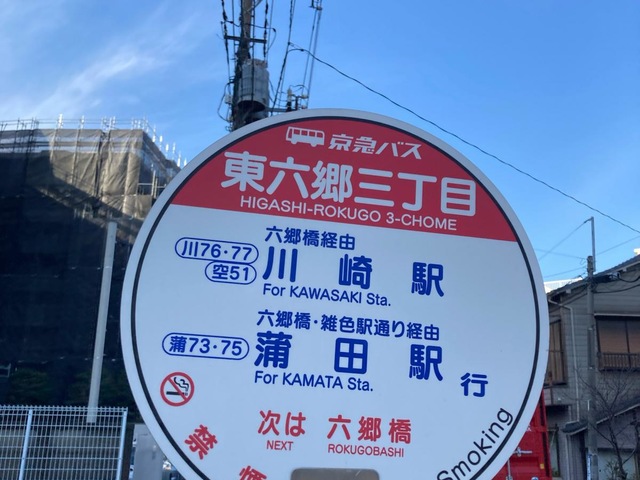 京急バス
東六郷三丁目
HIGASHI-ROKUGO 3-CHOME
六郷橋経由
川76・77
空51
川崎駅
For KAWASAKI Sta.
六郷橋・雑色駅通り経由
蒲73・75
蒲田駅 行
For KAMATA Sta.
次は 六郷橋
NEXT ROKUGOBASHI
禁煙
Smoking